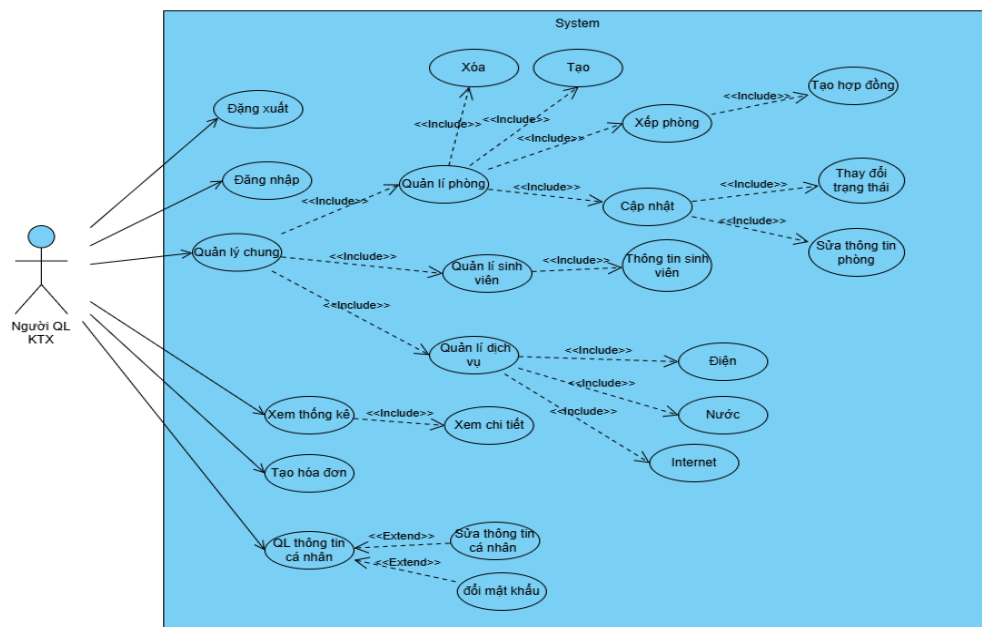 System
Xóa
Tạo
Tạo hợp đồng
<<Include>>
Đặng xuất
<<Include>>
<<Include>>
<<Include>>
Xếp phòng
Đăng nhập
Quản lí phòng
<<Include>>
<<Include>>
Thay đổi
trạng thái
<<Include>>
Cập nhật
<<Include>>
Sửa thông tin
phòng
Quản lý chung
<<Include>>
Quản lí sinh
viên
<<Include>>
Thông tin sinh
viên
Người QL
KTX
<<Include>>
Quản lí dịch
vụ
<<Include>>
Điện
<<Include>>
<<Include>>
Nước
Xem thống kê
<<Include>>
Xem chi tiết
Internet
Tạo hóa đơn
QL thông tin
cá nhân
<<Extend>>
Sửa thông tin
cá nhân
<<Extend>>
đổi mật khẩu